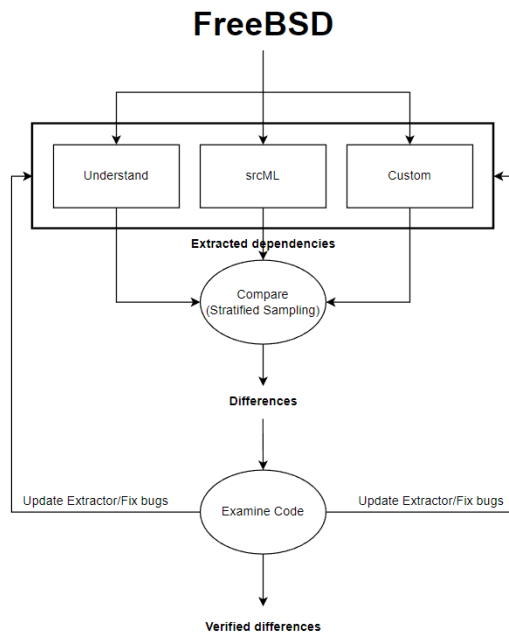 FreeBSD
Understand
srcML
Custom
Extracted dependencies
Compare
(Stratified Sampling)
Differences
Update Extractor/Fix bugs
Examine Code
Update Extractor/Fix bugs
Verified differences